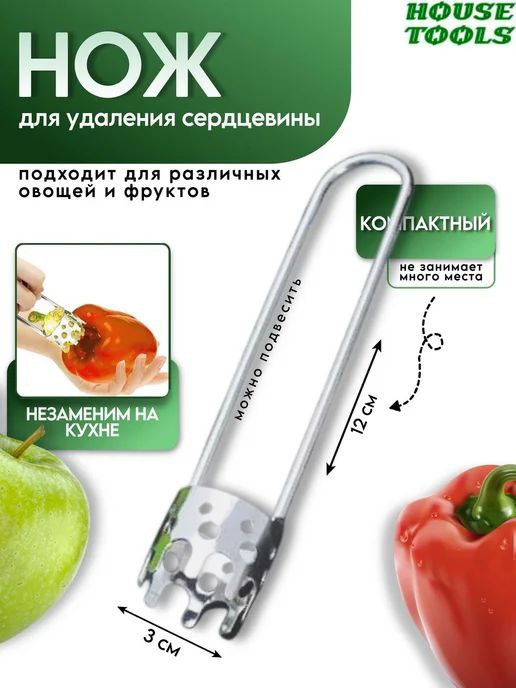 HOUSE
TOOLS
НОЖ
для удаления сердцевины
подходит для различных
овощей и фруктов
КОМПАКТНЫЙ
не занимает
много места
можно подвесить
НЕЗАМЕНИМ НА
КУХНЕ
12 см
3 см